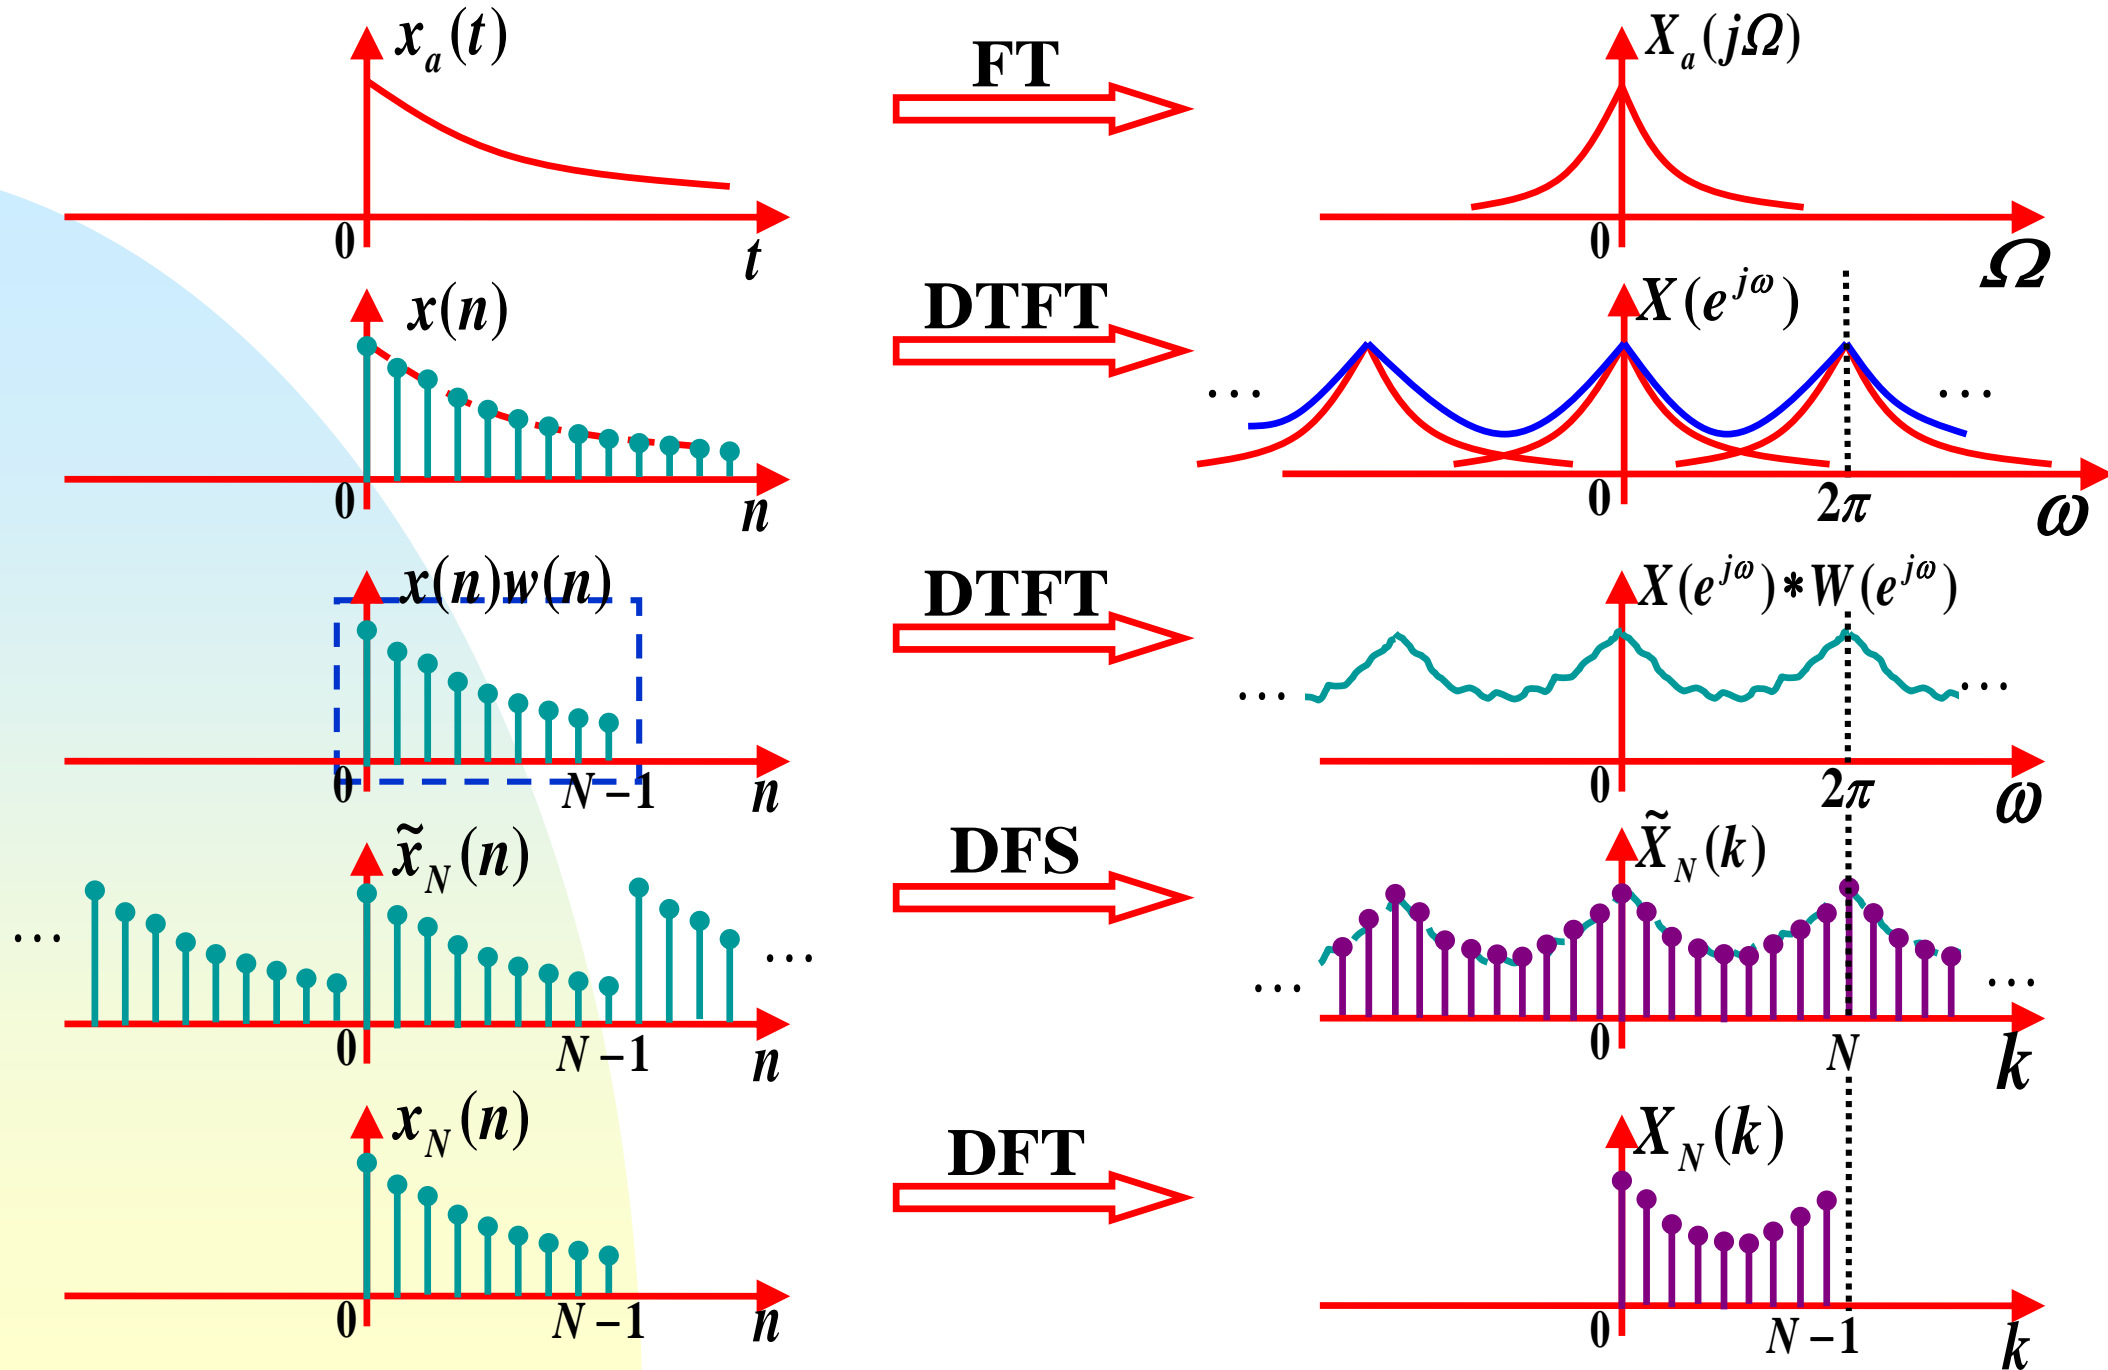 x_a(t)
FT
X_a(jΩ)
0
t
0
Ω
x(n)
DTFT
X(e^{jω})
...
...
0
n
0
2π
ω
x(n)w(n)
DTFT
X(e^{jω})*W(e^{jω})
...
...
0
N-1
n
0
2π
ω
x̃_N(n)
DFS
X̃_N(k)
...
...
...
...
0
N-1
n
0
N
k
x_N(n)
DFT
X_N(k)
0
N-1
n
0
N-1
k